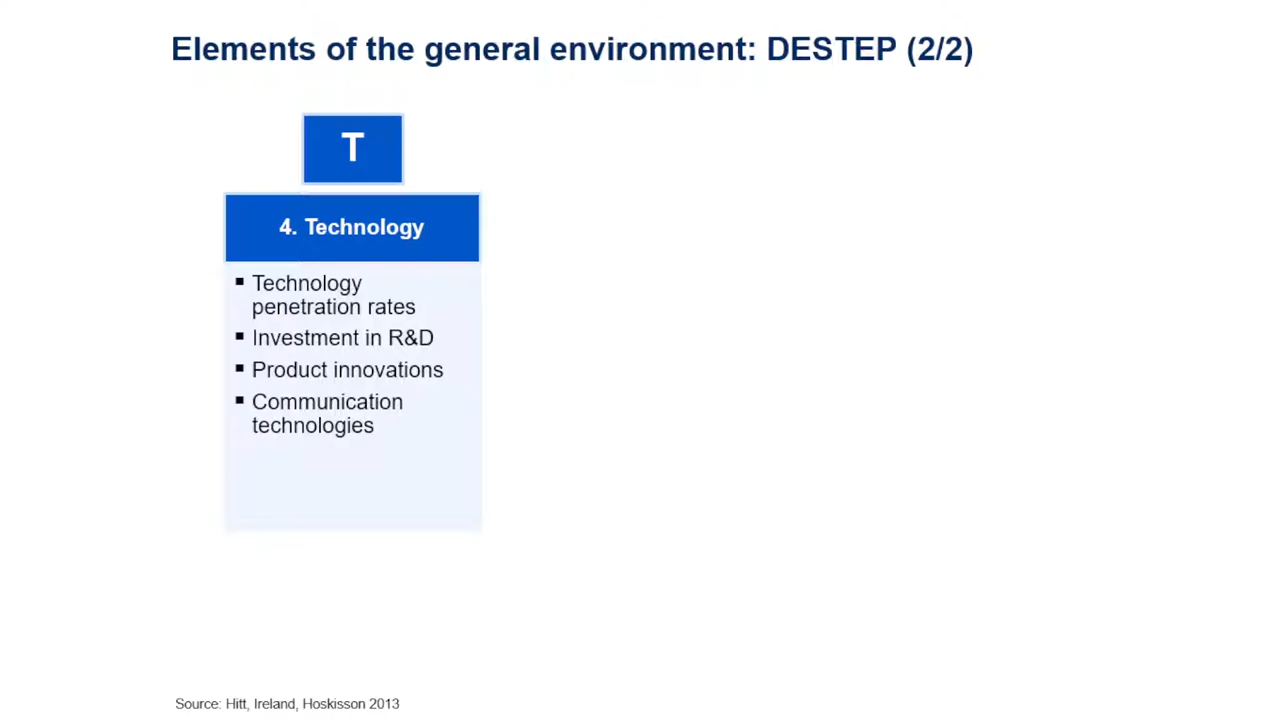 Elements of the general environment: DESTEP (2/2)
T
4. Technology
▪ Technology
penetration rates
▪ Investment in R&D
▪ Product innovations
▪ Communication
technologies
Source: Hitt, Ireland, Hoskisson 2013